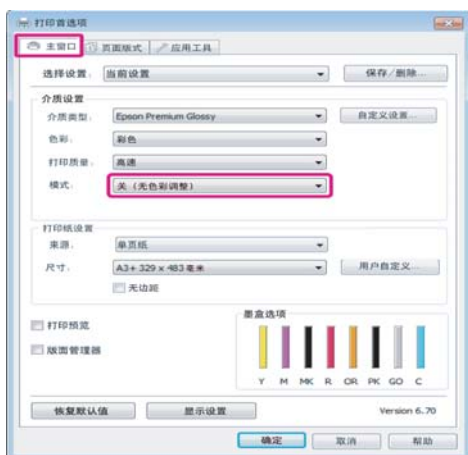 打印首选项
主窗口 页面版式 应用工具
选择设置: 当前设置 保存/删除...
介质设置
介质类型: Epson Premium Glossy 自定义设置...
色彩: 彩色
打印质量: 高速
模式: 关 (无色彩调整)
打印纸设置
来源: 单页纸
尺寸: A3+ 329 x 483 毫米 用户自定义...
无边距
打印预览
版面管理器
墨盒选项
Y M MK R OR PK GO C
恢复默认值 显示设置 Version 6.70
确定 取消 帮助